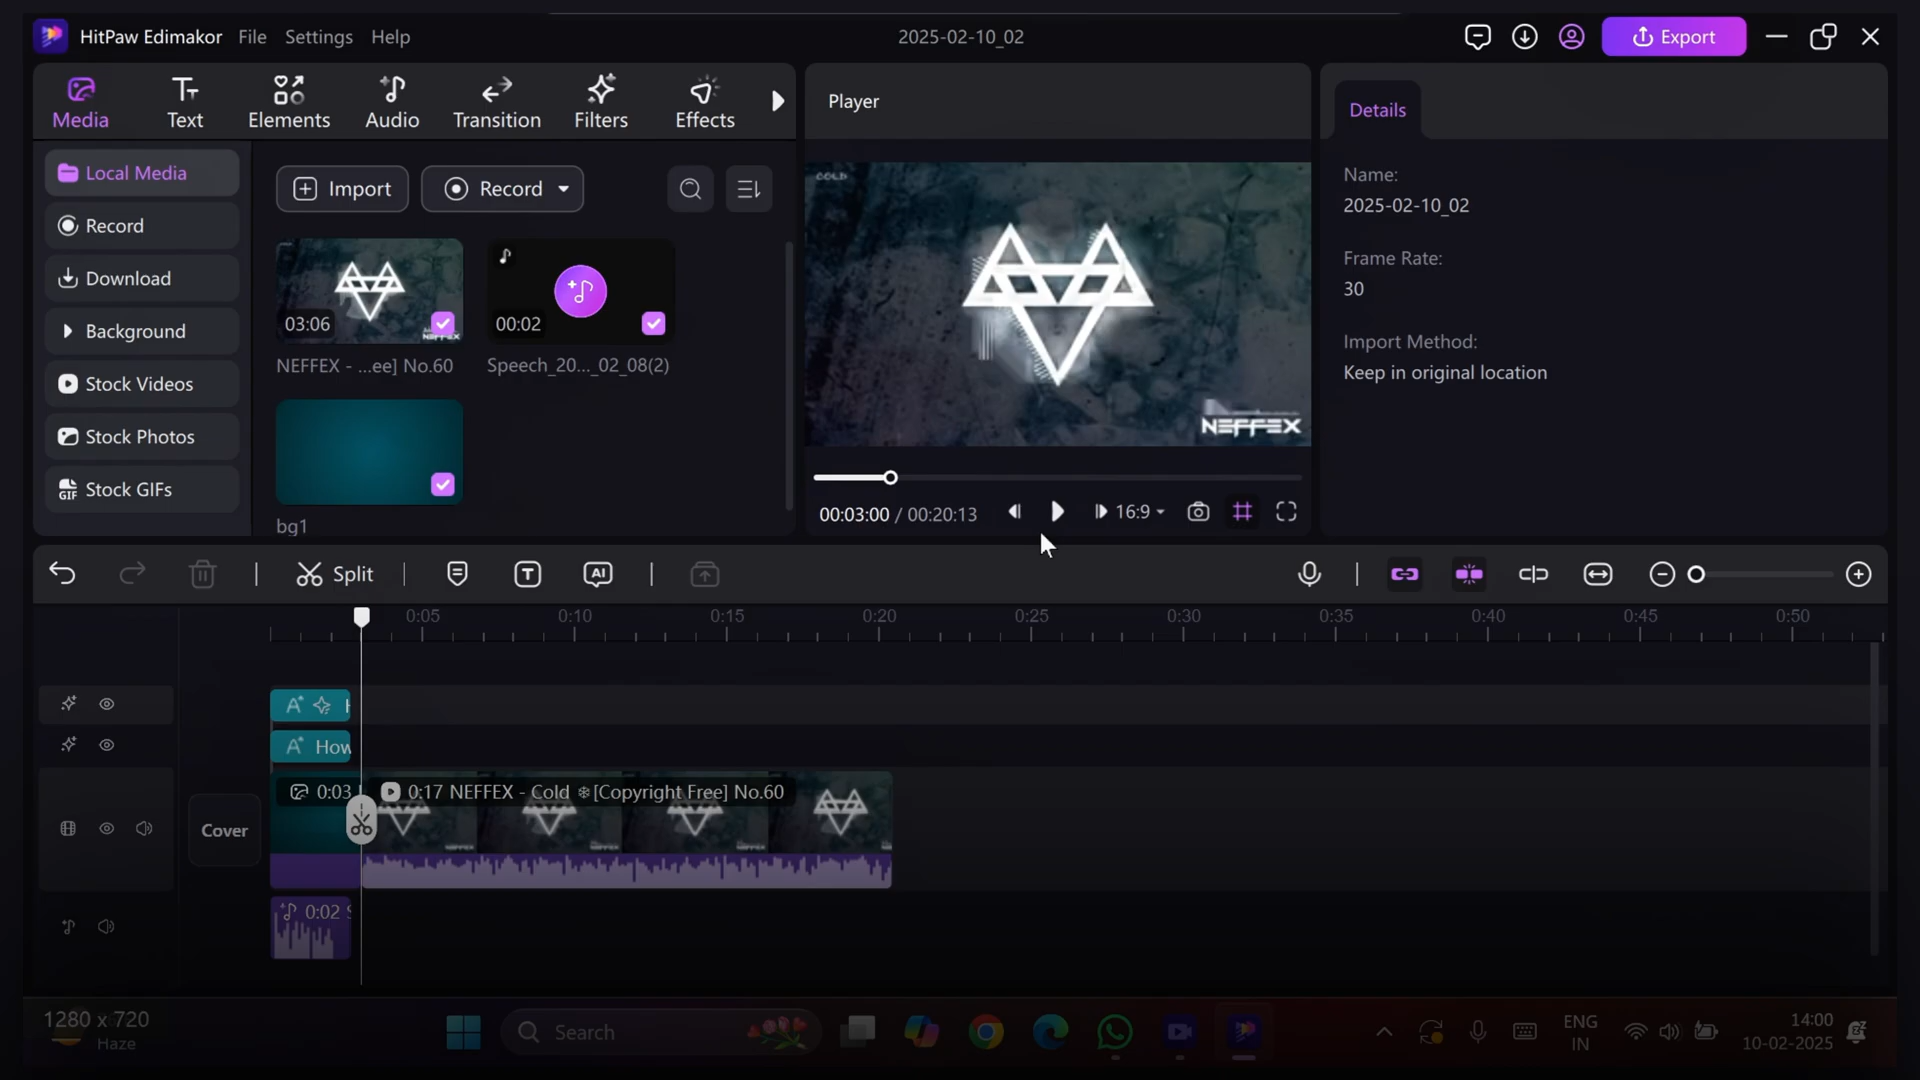 HitPaw Edimakor File Settings Help 2025-02-10_02 Export
Media Text Elements Audio Transition Filters Effects
Player
Details
Local Media
Record
Download
Background
Stock Videos
Stock Photos
Stock GIFs
GIF
Import Record
03:06
NEFFEX - ...ee] No.60
00:02
Speech_20..._02_08(2)
bg1
COLD
NEFFEX
00:03:00 / 00:20:13 16:9
Name:
2025-02-10_02
Frame Rate:
30
Import Method:
Keep in original location
Split T AI
0:05 0:10 0:15 0:20 0:25 0:30 0:35 0:40 0:45 0:50
A
A How
Cover
0:03 0:17 NEFFEX - Cold ❄[Copyright Free] No.60
0:02 S
1280 x 720
Haze
Search
ENG
IN
14:00
10-02-2025